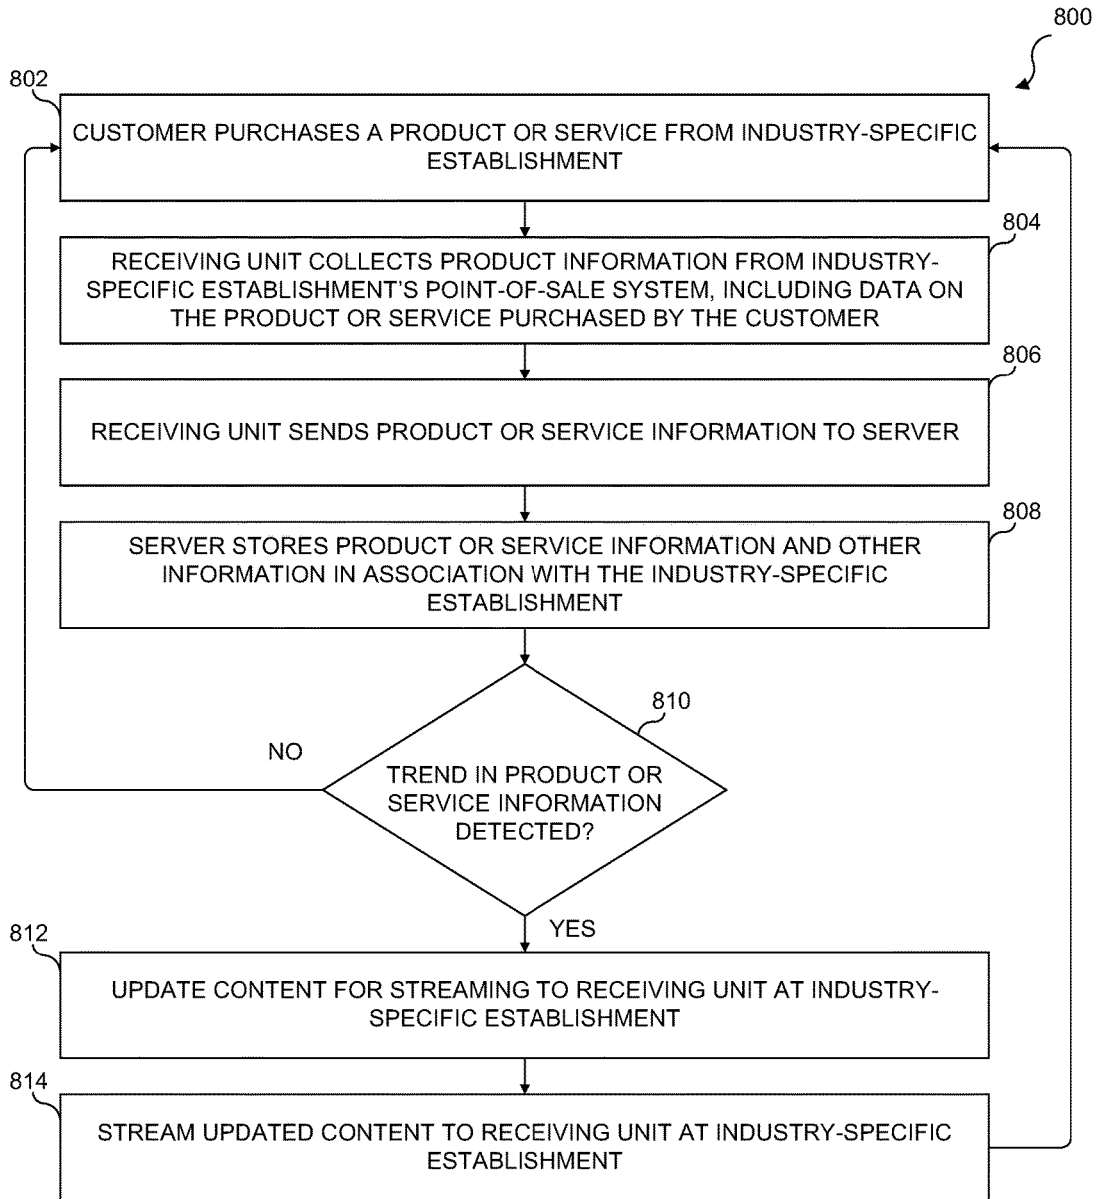 800
802
CUSTOMER PURCHASES A PRODUCT OR SERVICE FROM INDUSTRY-SPECIFIC
ESTABLISHMENT
804
RECEIVING UNIT COLLECTS PRODUCT INFORMATION FROM INDUSTRY-
SPECIFIC ESTABLISHMENT'S POINT-OF-SALE SYSTEM, INCLUDING DATA ON
THE PRODUCT OR SERVICE PURCHASED BY THE CUSTOMER
806
RECEIVING UNIT SENDS PRODUCT OR SERVICE INFORMATION TO SERVER
808
SERVER STORES PRODUCT OR SERVICE INFORMATION AND OTHER
INFORMATION IN ASSOCIATION WITH THE INDUSTRY-SPECIFIC
ESTABLISHMENT
810
NO
TREND IN PRODUCT OR
SERVICE INFORMATION
DETECTED?
YES
812
UPDATE CONTENT FOR STREAMING TO RECEIVING UNIT AT INDUSTRY-
SPECIFIC ESTABLISHMENT
814
STREAM UPDATED CONTENT TO RECEIVING UNIT AT INDUSTRY-SPECIFIC
ESTABLISHMENT